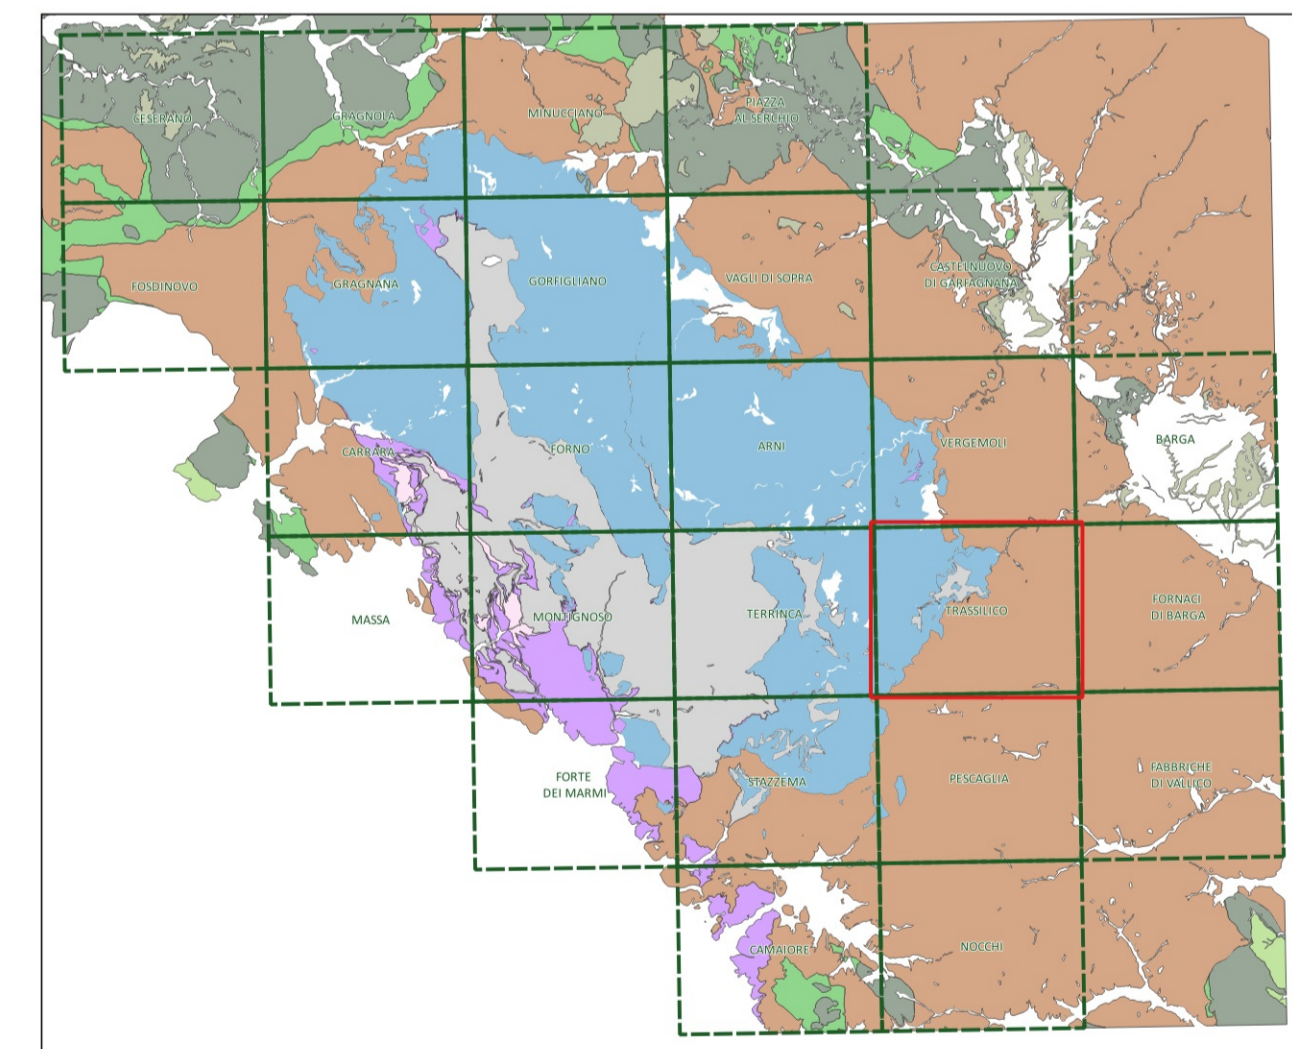 CESERANO
GRAGNOLA
MINUCCIANO
PIAZZA
AL SERCHIO
FOSDINOVO
GRAGNANA
GORFIGLIANO
VAGLI DI SOPRA
CASTELNUOVO
DI GARFAGNANA
CARRARA
FORNO
ARNI
VERGEMOLI
BARGA
MASSA
MONTIGNOSO
TERRINCA
TRASSILICO
FORNACI
DI BARGA
FORTE
DEI MARMI
STAZZEMA
PESCAGLIA
FABBRICHE
DI VALLICO
CAMAIORE
NOCCHI